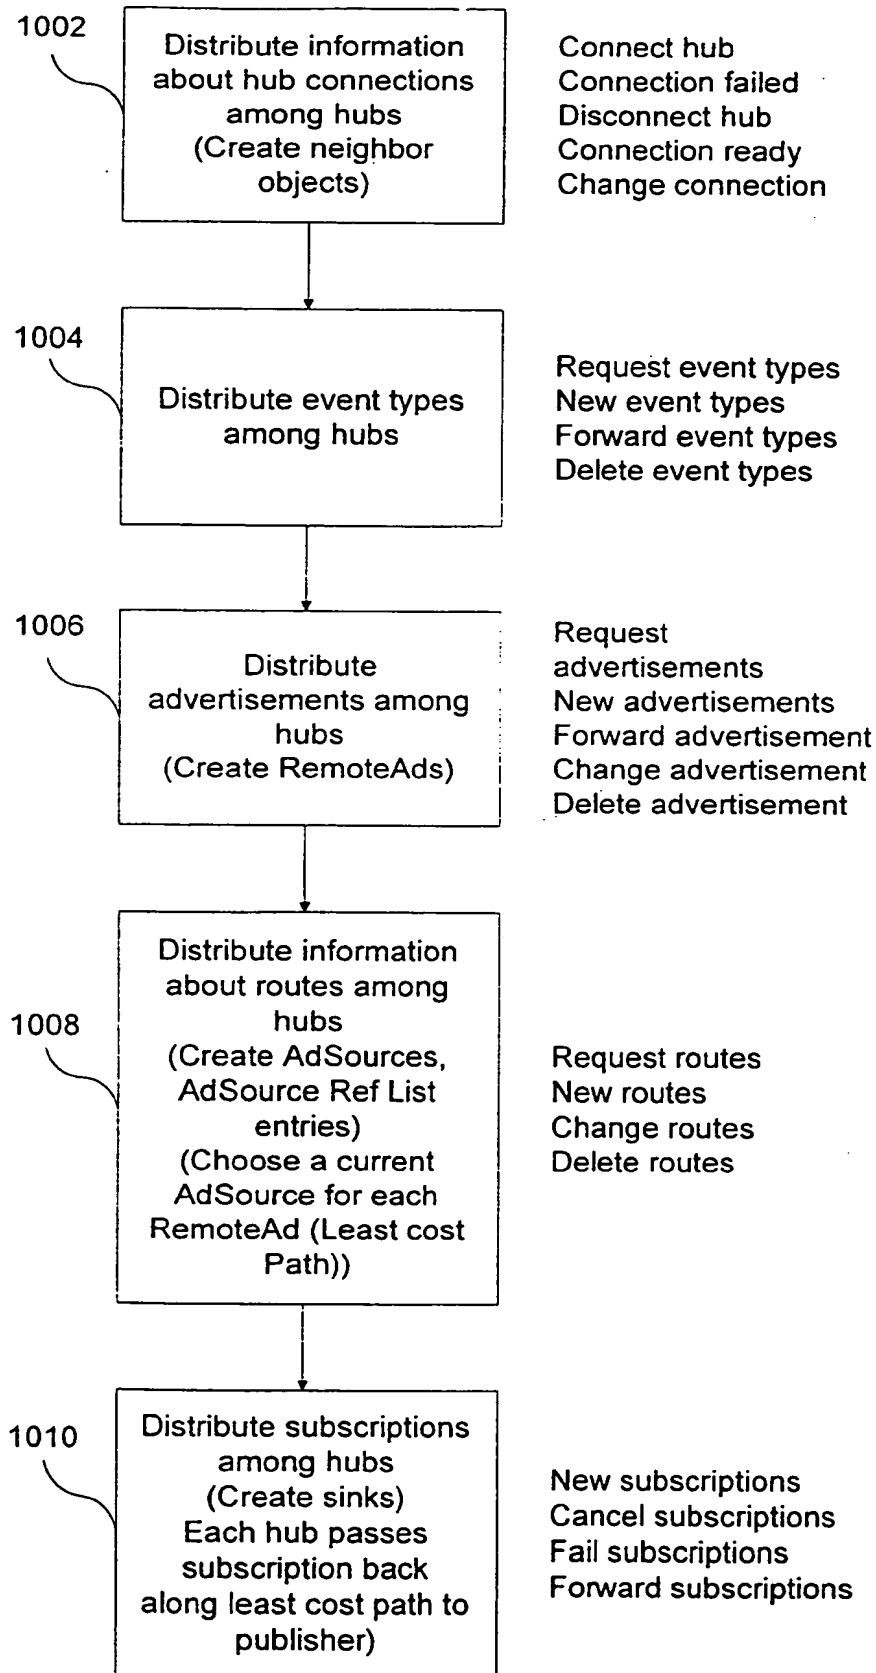 1002
Distribute information
about hub connections
among hubs
(Create neighbor
objects)
Connect hub
Connection failed
Disconnect hub
Connection ready
Change connection
1004
Distribute event types
among hubs
Request event types
New event types
Forward event types
Delete event types
1006
Distribute
advertisements among
hubs
(Create RemoteAds)
Request
advertisements
New advertisements
Forward advertisement
Change advertisement
Delete advertisement
1008
Distribute information
about routes among
hubs
(Create AdSources,
AdSource Ref List
entries)
(Choose a current
AdSource for each
RemoteAd (Least cost
Path))
Request routes
New routes
Change routes
Delete routes
1010
Distribute subscriptions
among hubs
(Create sinks)
Each hub passes
subscription back
along least cost path to
publisher)
New subscriptions
Cancel subscriptions
Fail subscriptions
Forward subscriptions